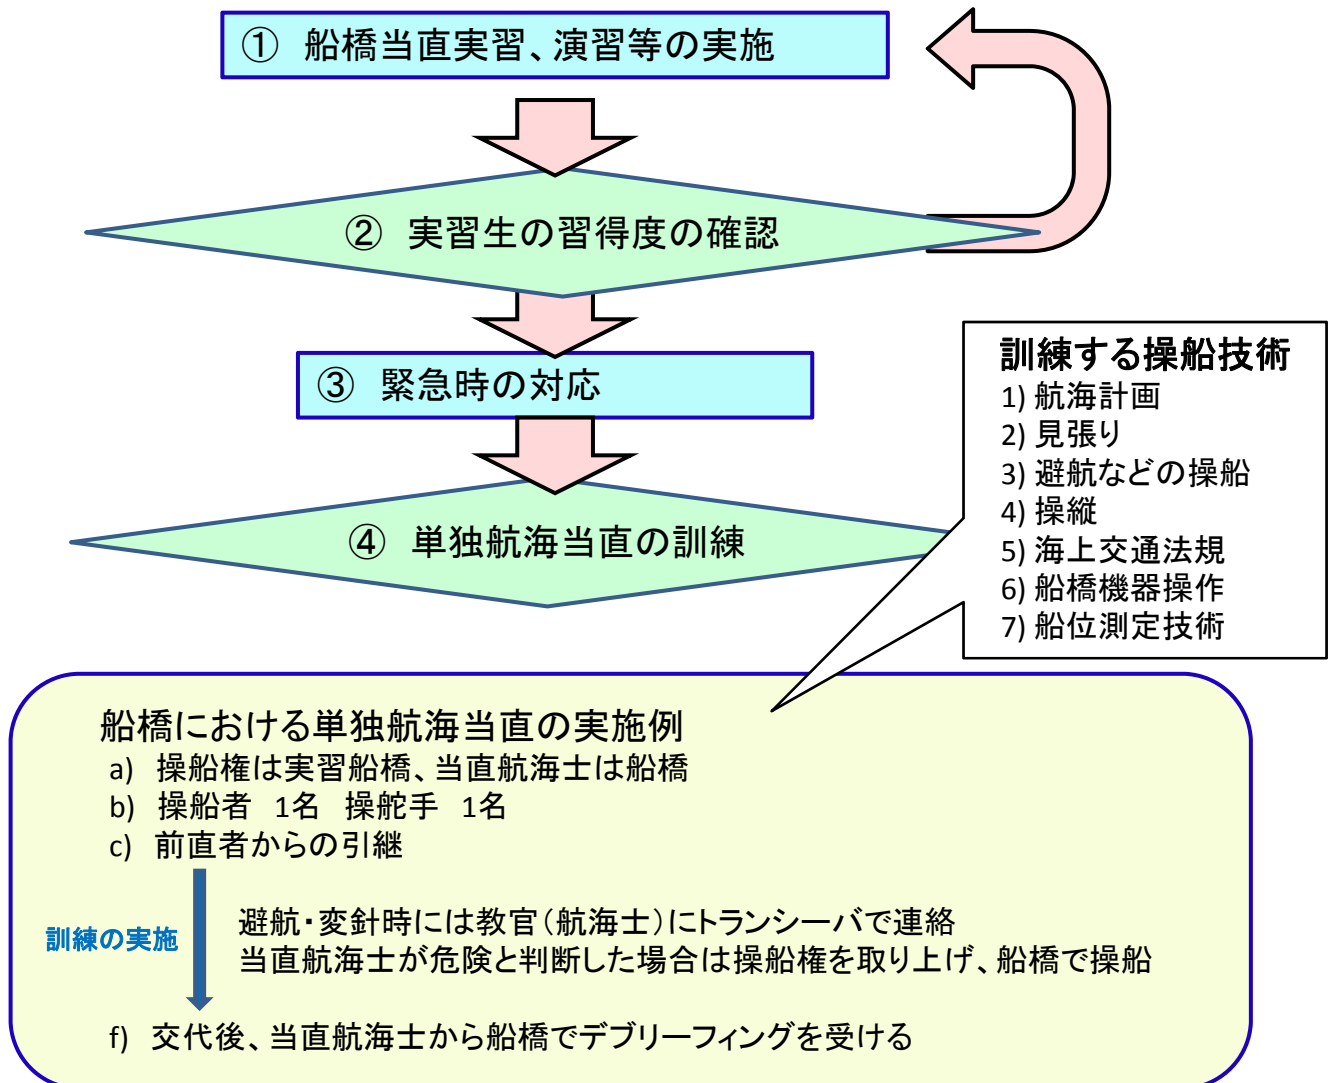 ① 船橋当直実習、演習等の実施
② 実習生の習得度の確認
③ 緊急時の対応
④ 単独航海当直の訓練
訓練する操船技術
1) 航海計画
2) 見張り
3) 避航などの操船
4) 操縦
5) 海上交通法規
6) 船橋機器操作
7) 船位測定技術
船橋における単独航海当直の実施例
a) 操船権は実習船橋、当直航海士は船橋
b) 操船者 1名 操舵手 1名
c) 前直者からの引継
訓練の実施
避航・変針時には教官（航海士）にトランシーバで連絡
当直航海士が危険と判断した場合は操船権を取り上げ、船橋で操船
f) 交代後、当直航海士から船橋でデブリーフィングを受ける